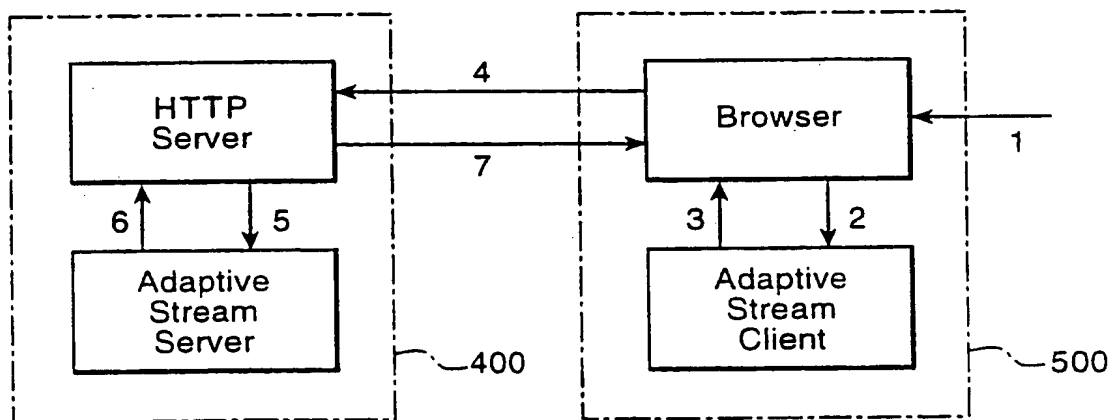 HTTP
Server
4
Browser
7
1
6
5
3
2
Adaptive
Stream
Server
Adaptive
Stream
Client
400
500